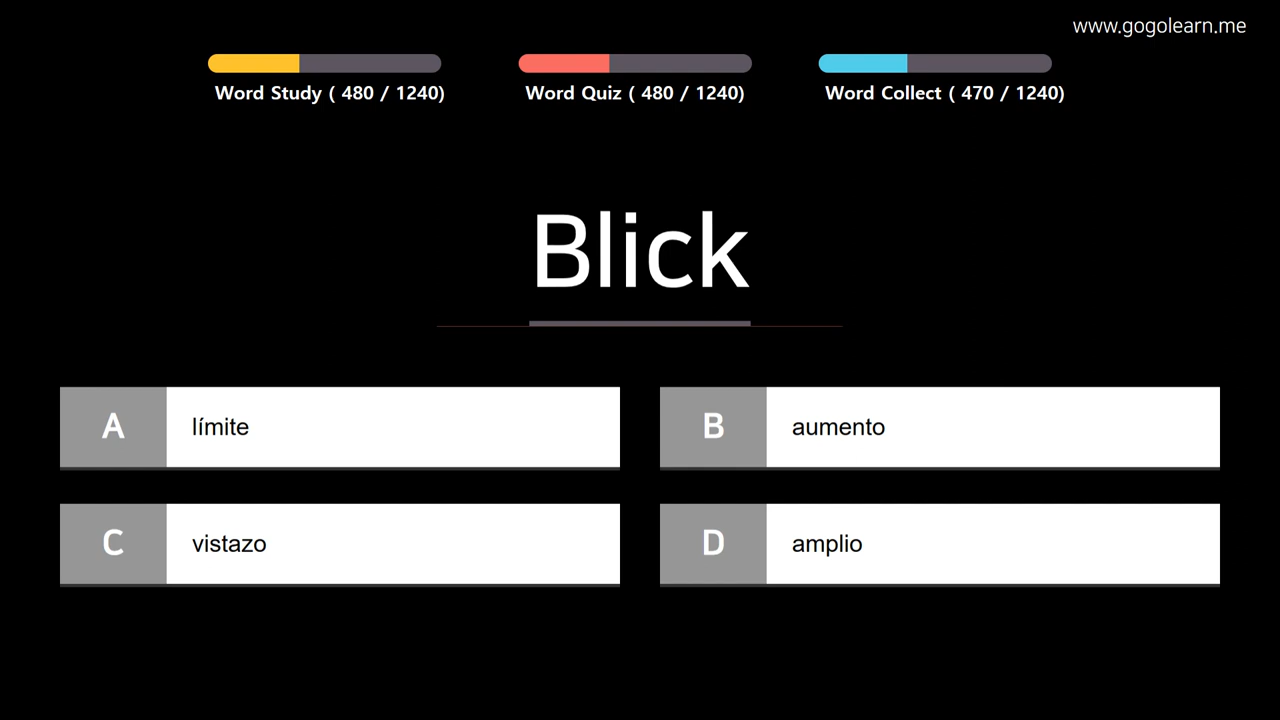 www.gogolearn.me
Word Study ( 480 / 1240)
Word Quiz ( 480 / 1240)
Word Collect ( 470 / 1240)
Blick
A límite
B aumento
C vistazo
D amplio